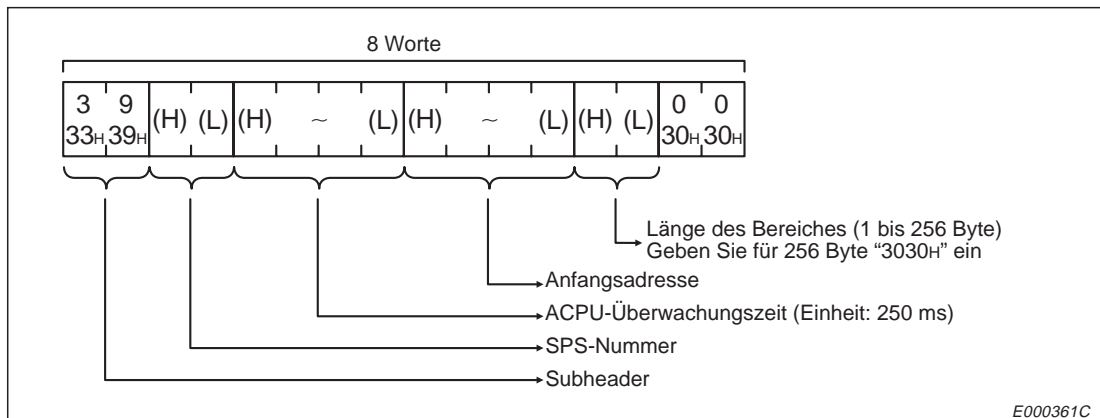 8 Worte
3 9 (H) (L) (H) ~ (L) (H) ~ (L) (H) (L) 0 0
33H 39H 30H 30H
Länge des Bereiches (1 bis 256 Byte)
Geben Sie für 256 Byte “3030H” ein
Anfangsadresse
ACPU-Überwachungszeit (Einheit: 250 ms)
SPS-Nummer
Subheader
E000361C